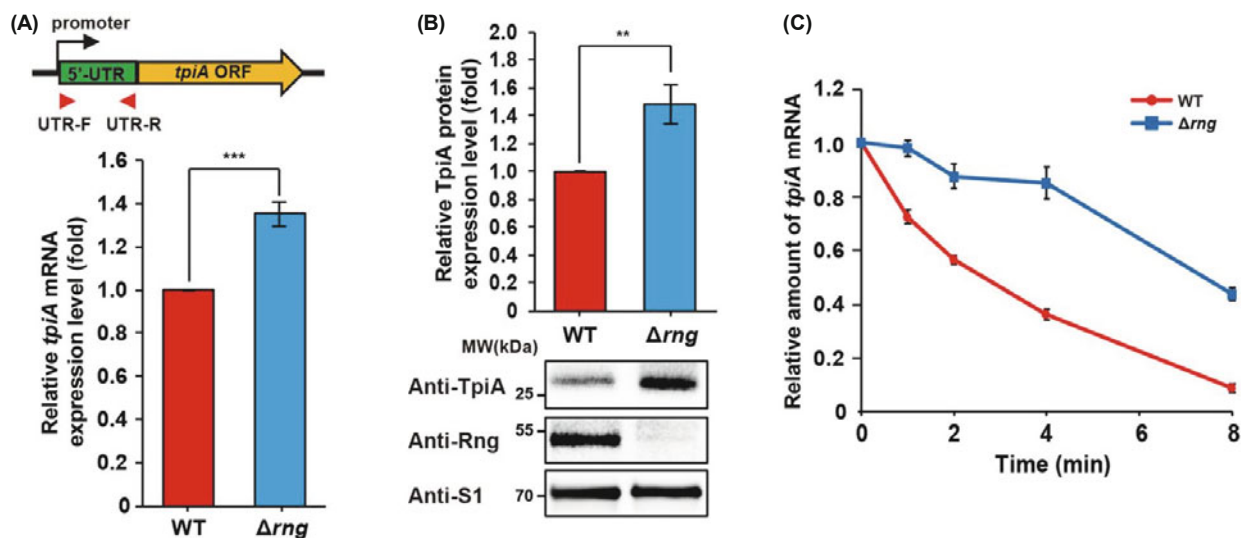 (A)
promoter
5'-UTR
tpiA ORF
UTR-F
UTR-R
Relative tpiA mRNA
expression level (fold)
1.6
1.4
1.2
1.0
0.8
0.6
0.4
0.2
0
***
WT
Δrng
(B)
Relative TpiA protein
expression level (fold)
2.0
1.8
1.6
1.4
1.2
1.0
0.8
0.6
0.4
0.2
0
**
WT
Δrng
MW(kDa)
Anti-TpiA
25
Anti-Rng
55
Anti-S1
70
(C)
Relative amount of tpiA mRNA
1.2
1.0
0.8
0.6
0.4
0.2
0
0
2
4
6
8
Time (min)
WT
Δrng